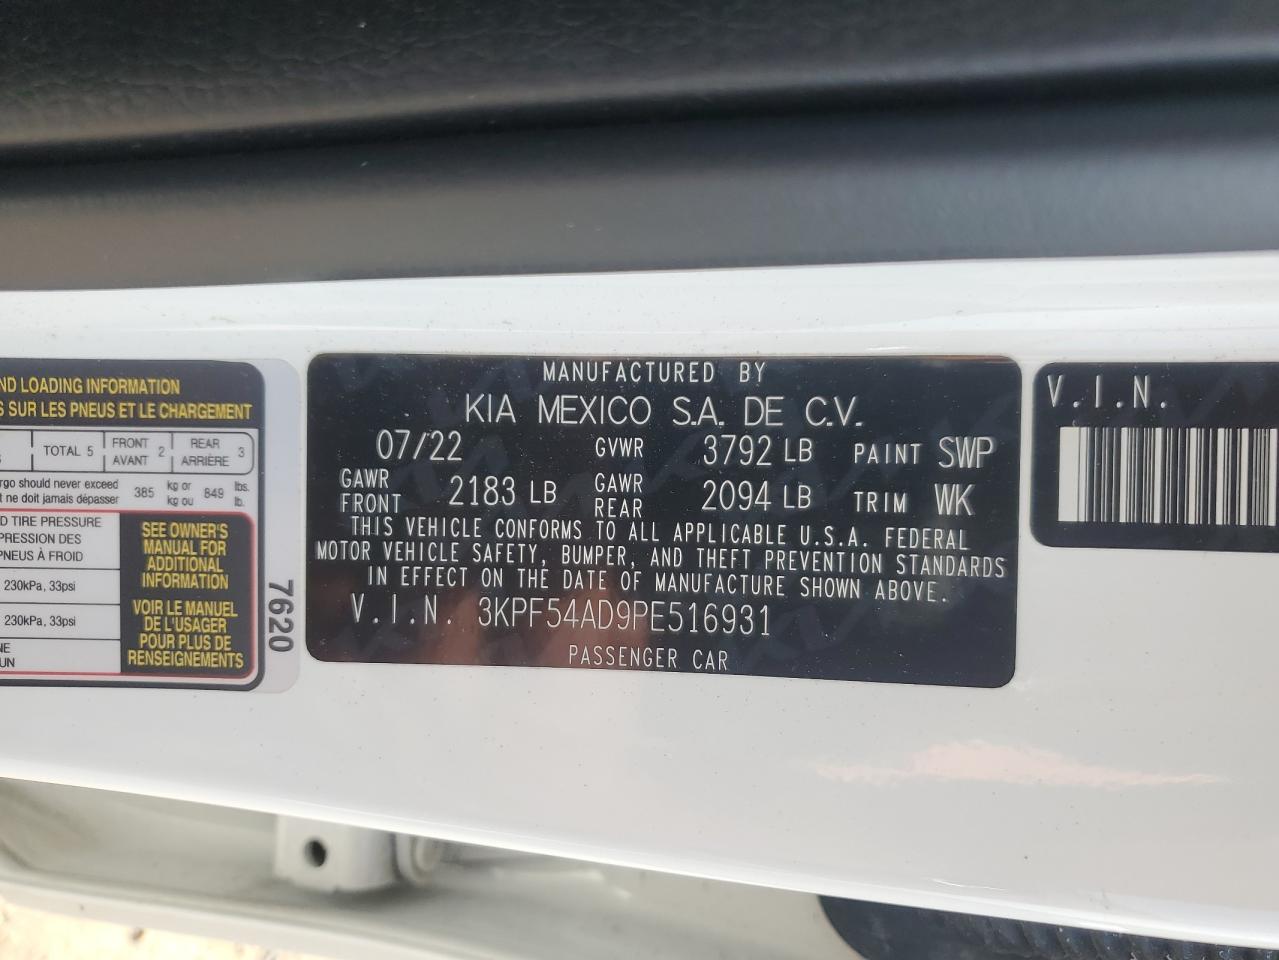 ND LOADING INFORMATION
SUR LES PNEUS ET LE CHARGEMENT
TOTAL 5 FRONT AVANT 2 REAR ARRIÈRE 3
rgo should never exceed 385 kg or 849 lbs.
t ne doit jamais dépasser kg ou lb.
D TIRE PRESSURE
PRESSION DES
PNEUS À FROID
230kPa, 33psi
230kPa, 33psi
SEE OWNER'S
MANUAL FOR
ADDITIONAL
INFORMATION
VOIR LE MANUEL
DE L'USAGER
POUR PLUS DE
RENSEIGNEMENTS
7620
MANUFACTURED BY
KIA MEXICO S.A. DE C.V.
07/22 GVWR 3792 LB PAINT SWP
GAWR FRONT 2183 LB GAWR REAR 2094 LB TRIM WK
THIS VEHICLE CONFORMS TO ALL APPLICABLE U.S.A. FEDERAL
MOTOR VEHICLE SAFETY, BUMPER, AND THEFT PREVENTION STANDARDS
IN EFFECT ON THE DATE OF MANUFACTURE SHOWN ABOVE.
V.I.N. 3KPF54AD9PE516931
PASSENGER CAR
V.I.N.